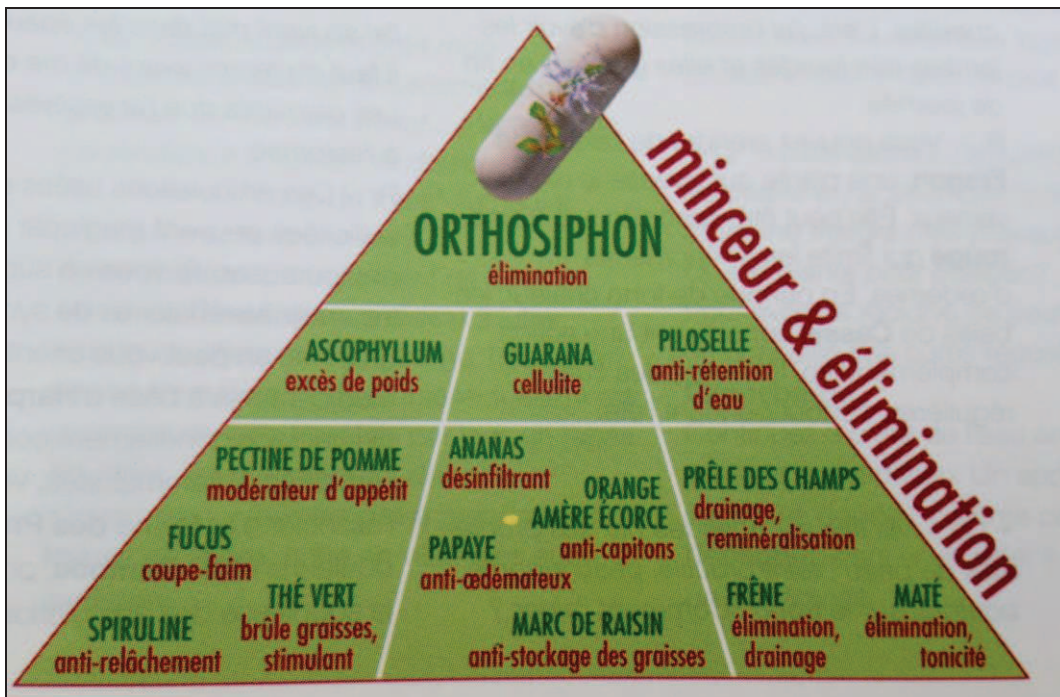 ORTHOSIPHON
élimination
minceur & élimination
ASCOPHYLLUM
excès de poids
GUARANA
cellulite
PILOSELLE
anti-rétention
d'eau
PECTINE DE POMME
modérateur d'appétit
FUCUS
coupe-faim
SPIRULINE
anti-relâchement
THÉ VERT
brûle graisses,
stimulant
ANANAS
désinfiltrant
ORANGE
AMÈRE ÉCORCE
anti-capitons
PAPAYE
anti-œdémateux
MARC DE RAISIN
anti-stockage des graisses
PRÊLE DES CHAMPS
drainage,
reminéralisation
FRÊNE
élimination,
drainage
MATÉ
élimination,
tonicité